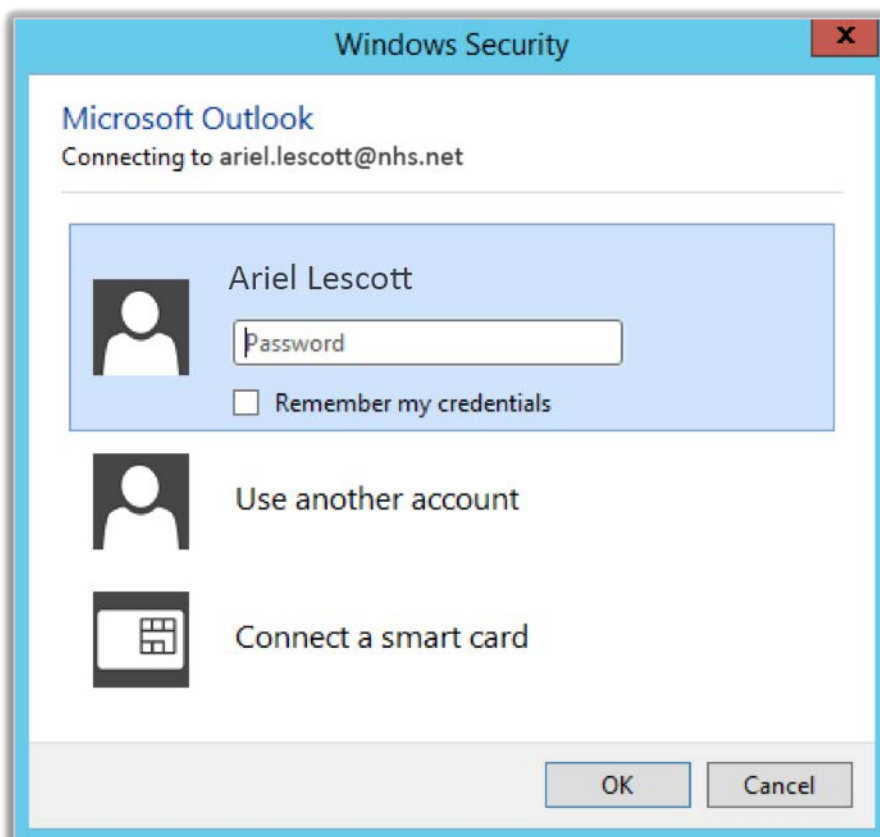 Windows Security
x
Microsoft Outlook
Connecting to ariel.lescott@nhs.net
Ariel Lescott
Password
Remember my credentials
Use another account
Connect a smart card
OK
Cancel